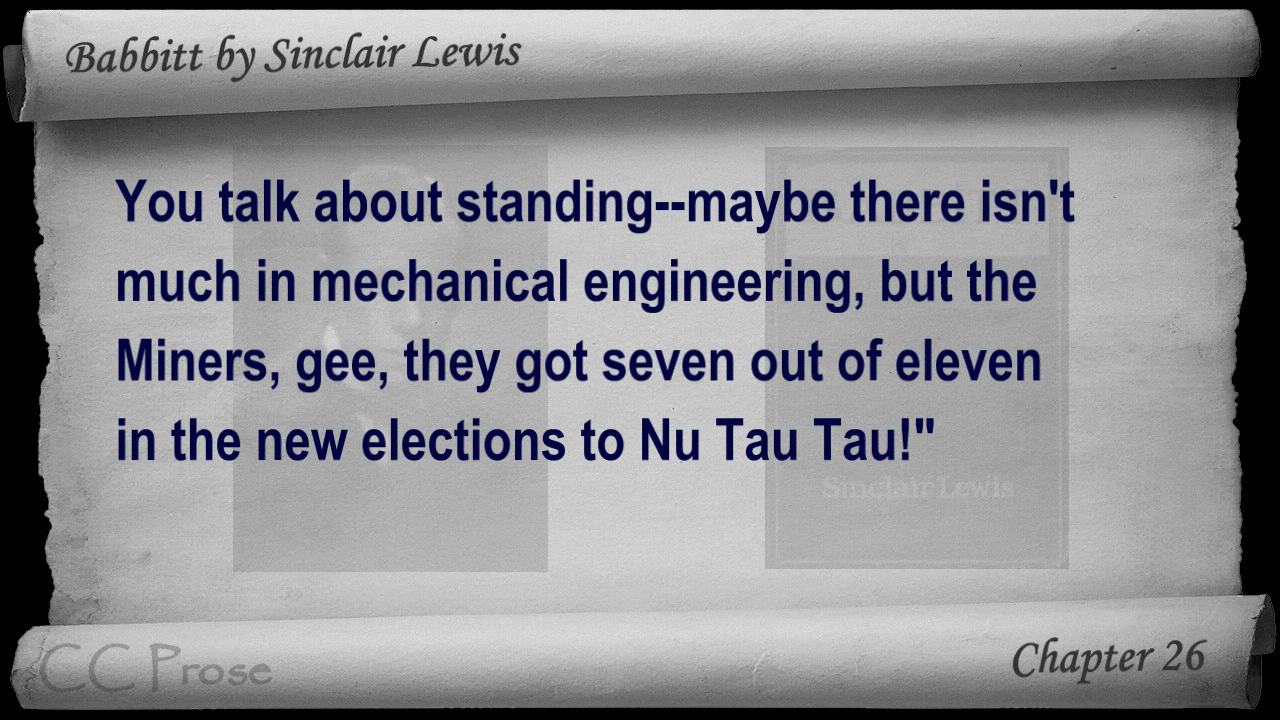 Babbitt by Sinclair Lewis
You talk about standing--maybe there isn't
much in mechanical engineering, but the
Miners, gee, they got seven out of eleven
in the new elections to Nu Tau Tau!"
Sinclair Lewis
CC Prose
Chapter 26